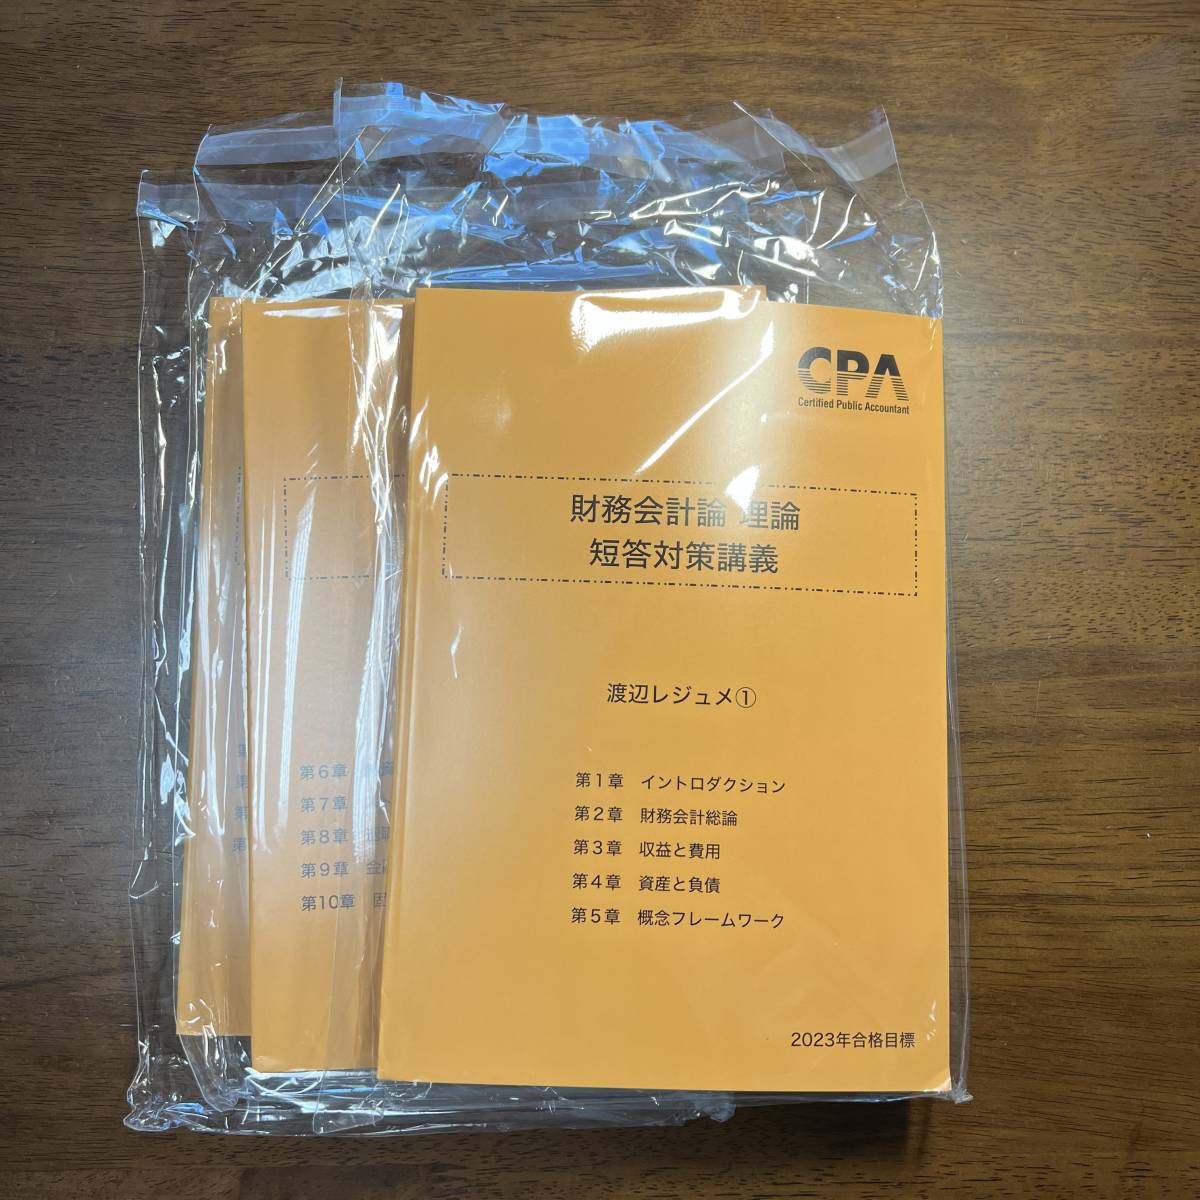 CPA
Certified Public Accountant
財務会計論 理論
短答対策講義
渡辺レジュメ①
第1章 イントロダクション
第2章 財務会計総論
第3章 収益と費用
第4章 資産と負債
第5章 概念フレームワーク
2023年合格目標
第6章
第7章
第8章
第9章 金
第10章 固